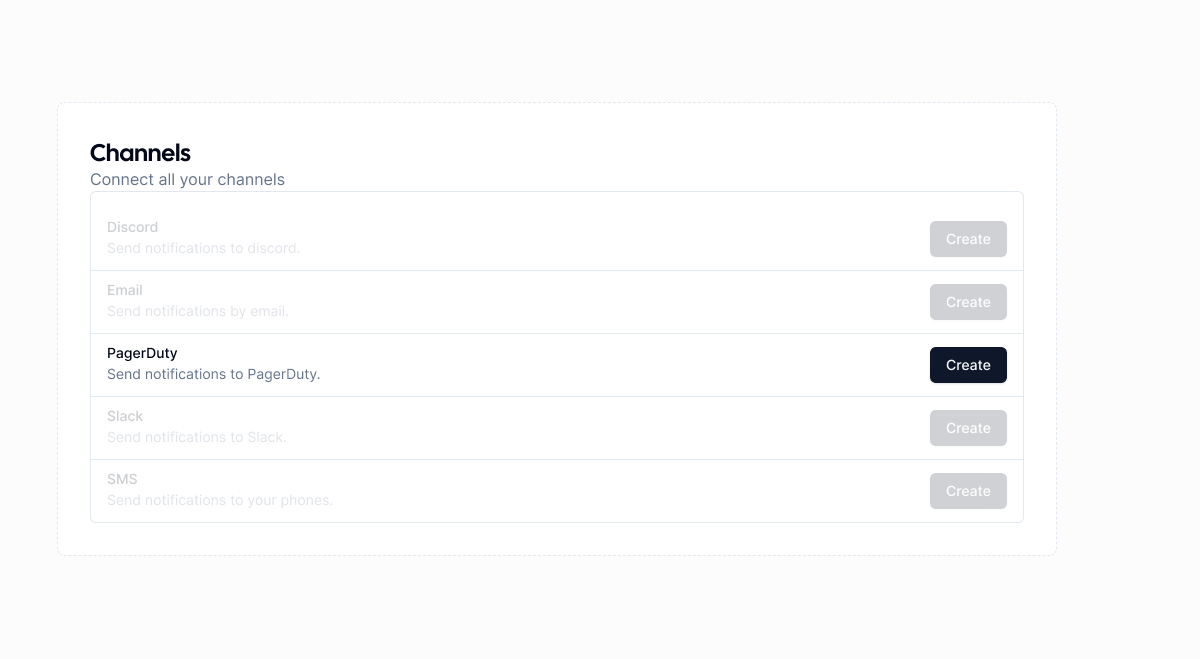 Channels
Connect all your channels
Discord
Send notifications to discord.
Create
Email
Send notifications by email.
Create
PagerDuty
Send notifications to PagerDuty.
Create
Slack
Send notifications to Slack.
Create
SMS
Send notifications to your phones.
Create